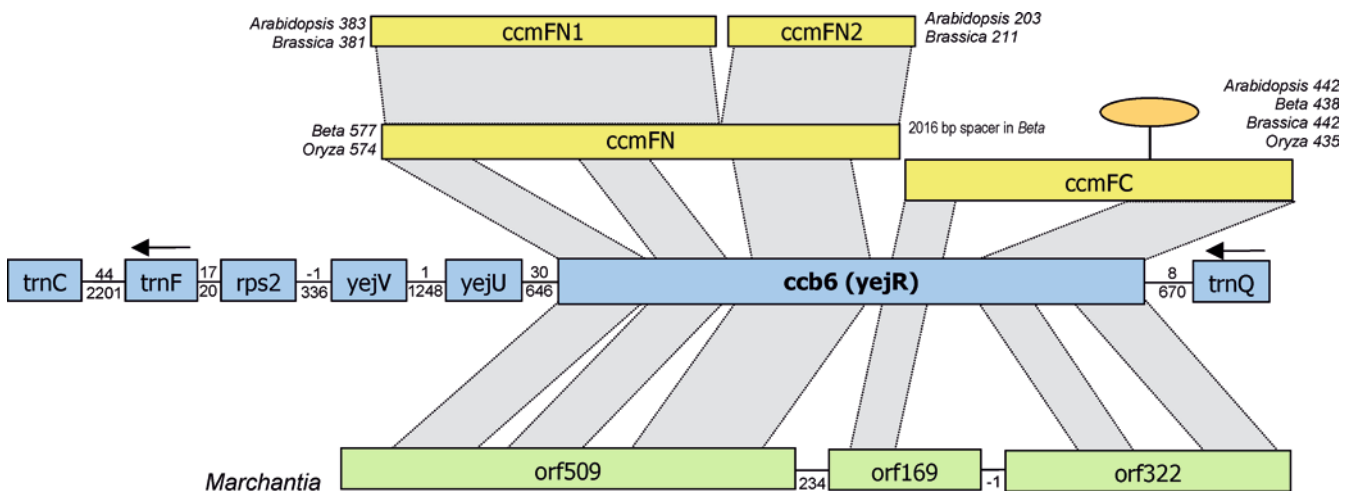 Arabidopsis 383
Brassica 381
ccmFN1
ccmFN2
Arabidopsis 203
Brassica 211
Arabidopsis 442
Beta 438
Brassica 442
Oryza 435
Beta 577
Oryza 574
ccmFN
2016 bp spacer in Beta
ccmFC
trnC
44
2201
trnF
17
20
rps2
-1
336
yejV
1
1248
yejU
30
646
ccb6 (yejR)
8
670
trnQ
Marchantia
orf509
234
orf169
-1
orf322